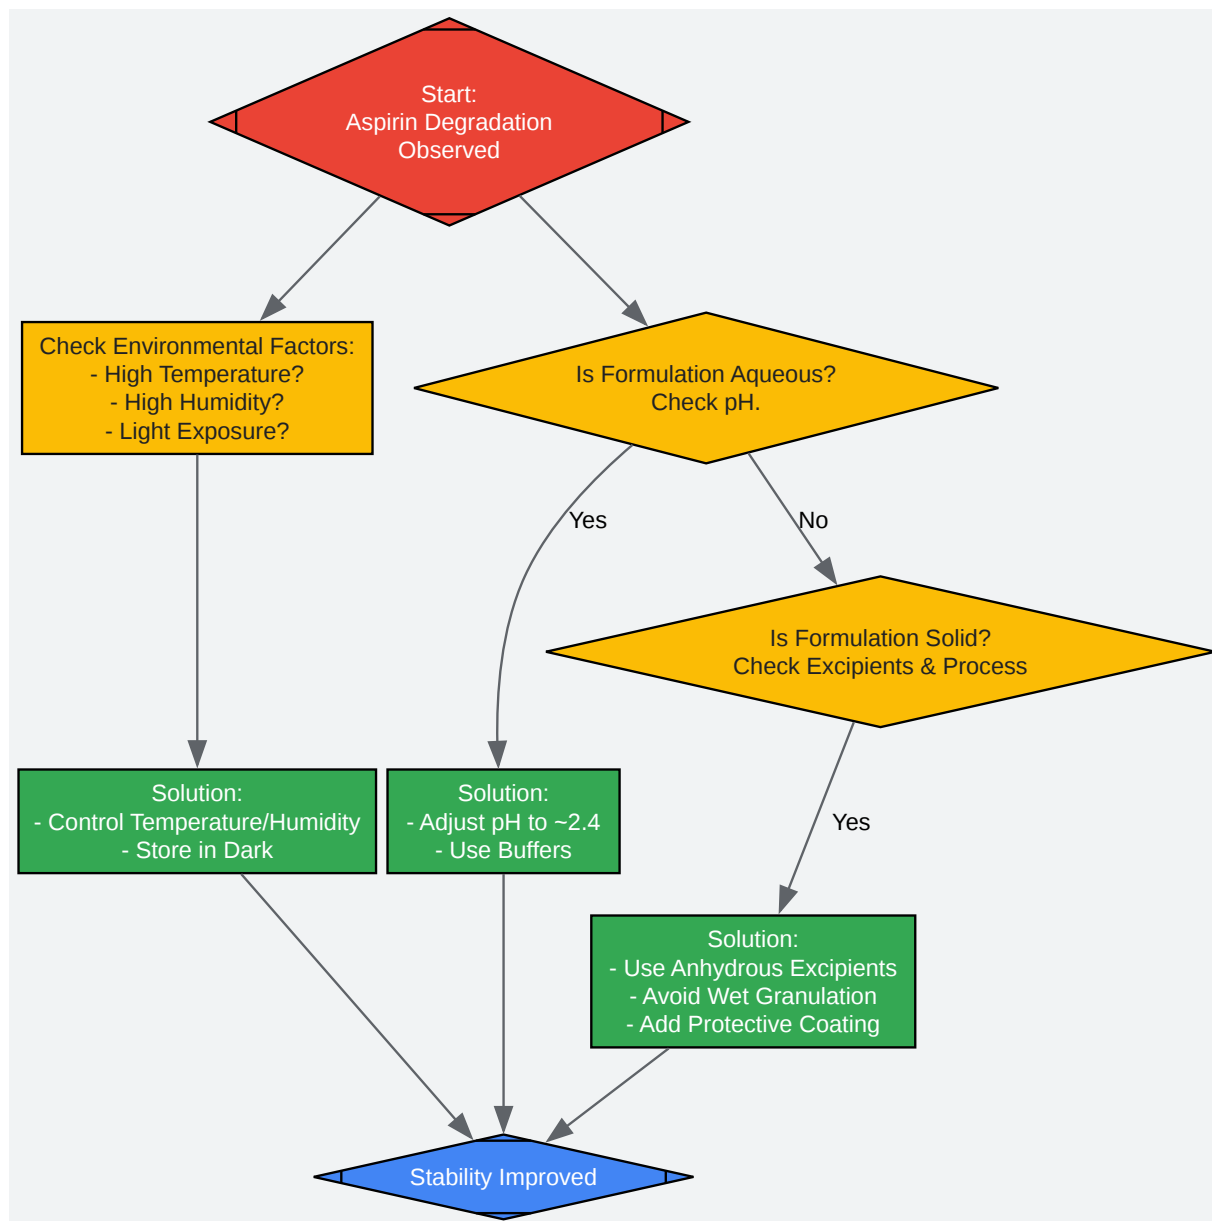 Start:
Aspirin Degradation
Observed
Check Environmental Factors:
- High Temperature?
- High Humidity?
- Light Exposure?
Is Formulation Aqueous?
Check pH.
Yes
No
Is Formulation Solid?
Check Excipients & Process
Solution:
- Control Temperature/Humidity
- Store in Dark
Solution:
- Adjust pH to ~2.4
- Use Buffers
Yes
Solution:
- Use Anhydrous Excipients
- Avoid Wet Granulation
- Add Protective Coating
Stability Improved